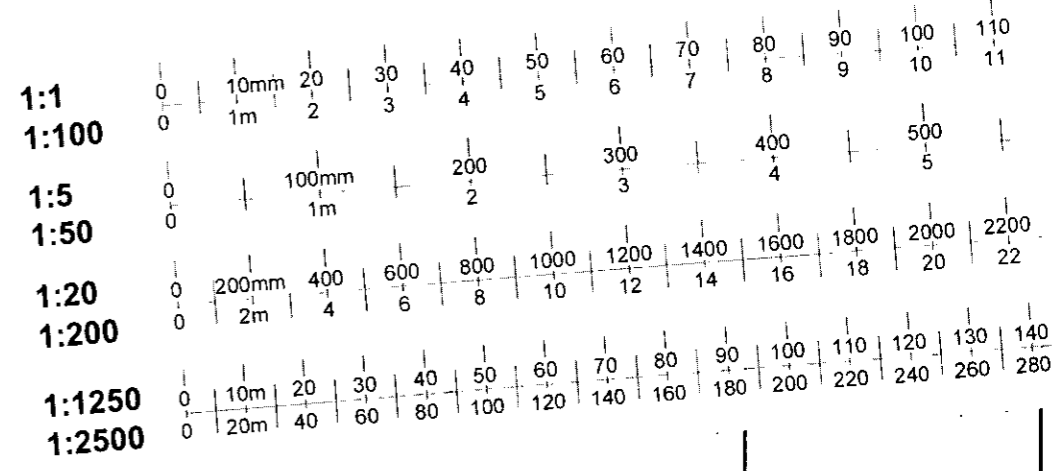 1:1 0 10mm 20 30 40 50 60 70 80 90 100 110
1:100 0 1m 2 3 4 5 6 7 8 9 10 11
1:5 0 100mm 200 300 400 500
1:50 0 1m 2 3 4 5
1:20 0 200mm 400 600 800 1000 1200 1400 1600 1800 2000 2200
1:200 0 2m 4 6 8 10 12 14 16 18 20 22
1:1250 0 10m 20 30 40 50 60 70 80 90 100 110 120 130 140
1:2500 0 20m 40 60 80 100 120 140 160 180 200 220 240 260 280